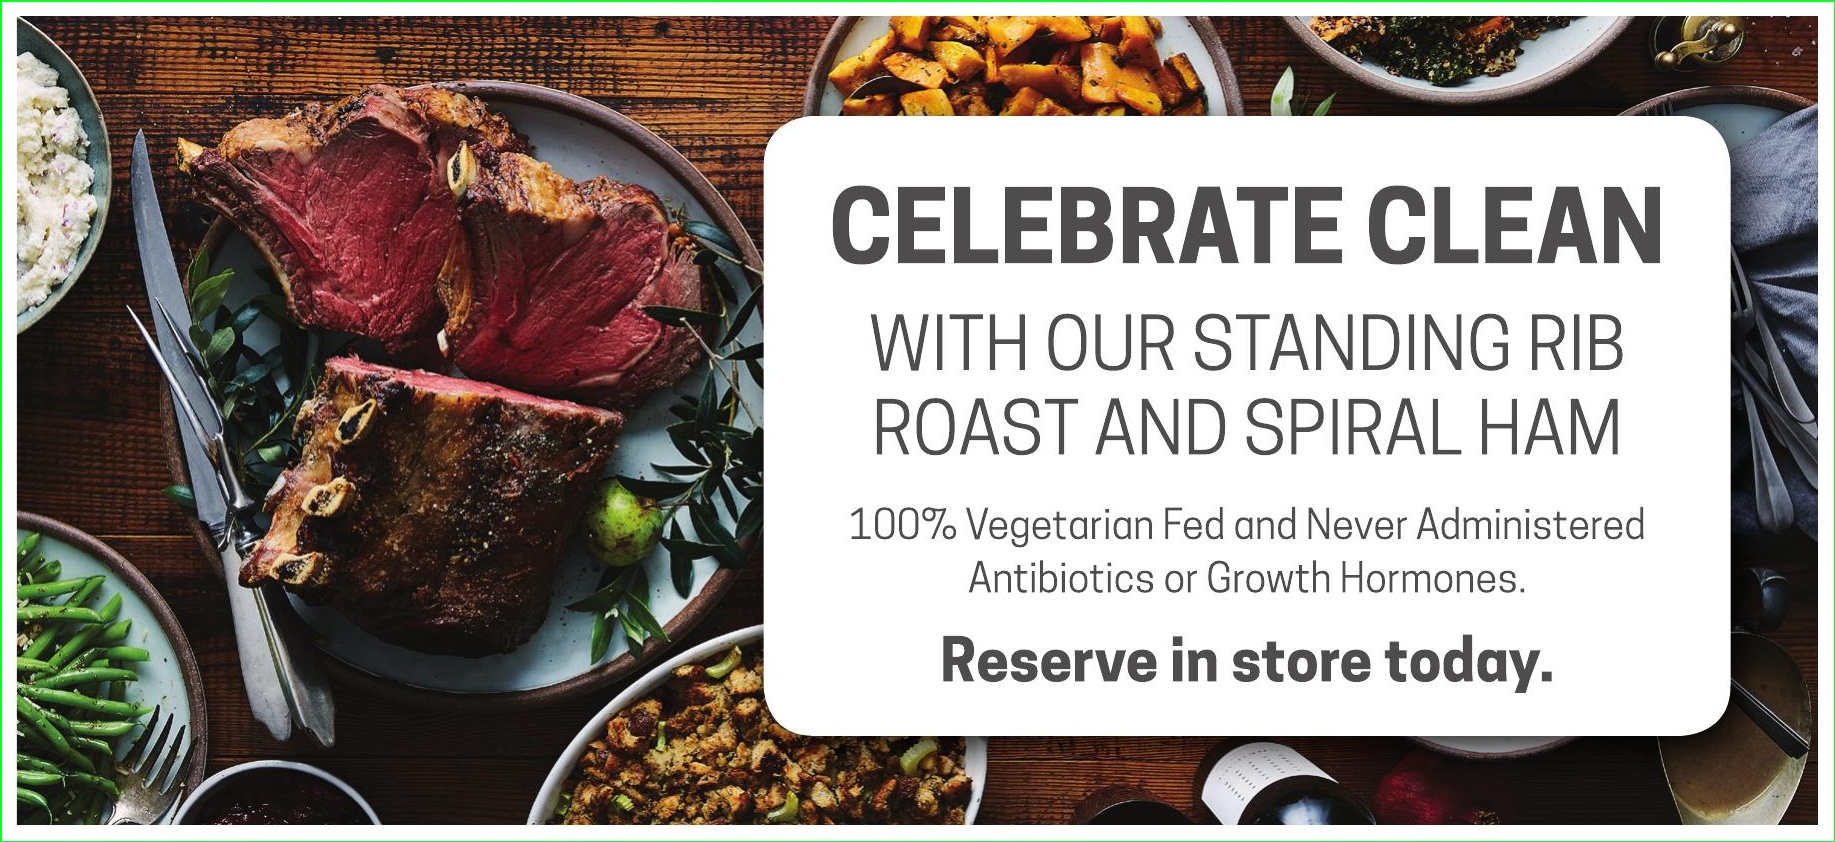 CELEBRATE CLEAN
WITH OUR STANDING RIB
ROAST AND SPIRAL HAM
100% Vegetarian Fed and Never Administered
Antibiotics or Growth Hormones.
Reserve in store today.